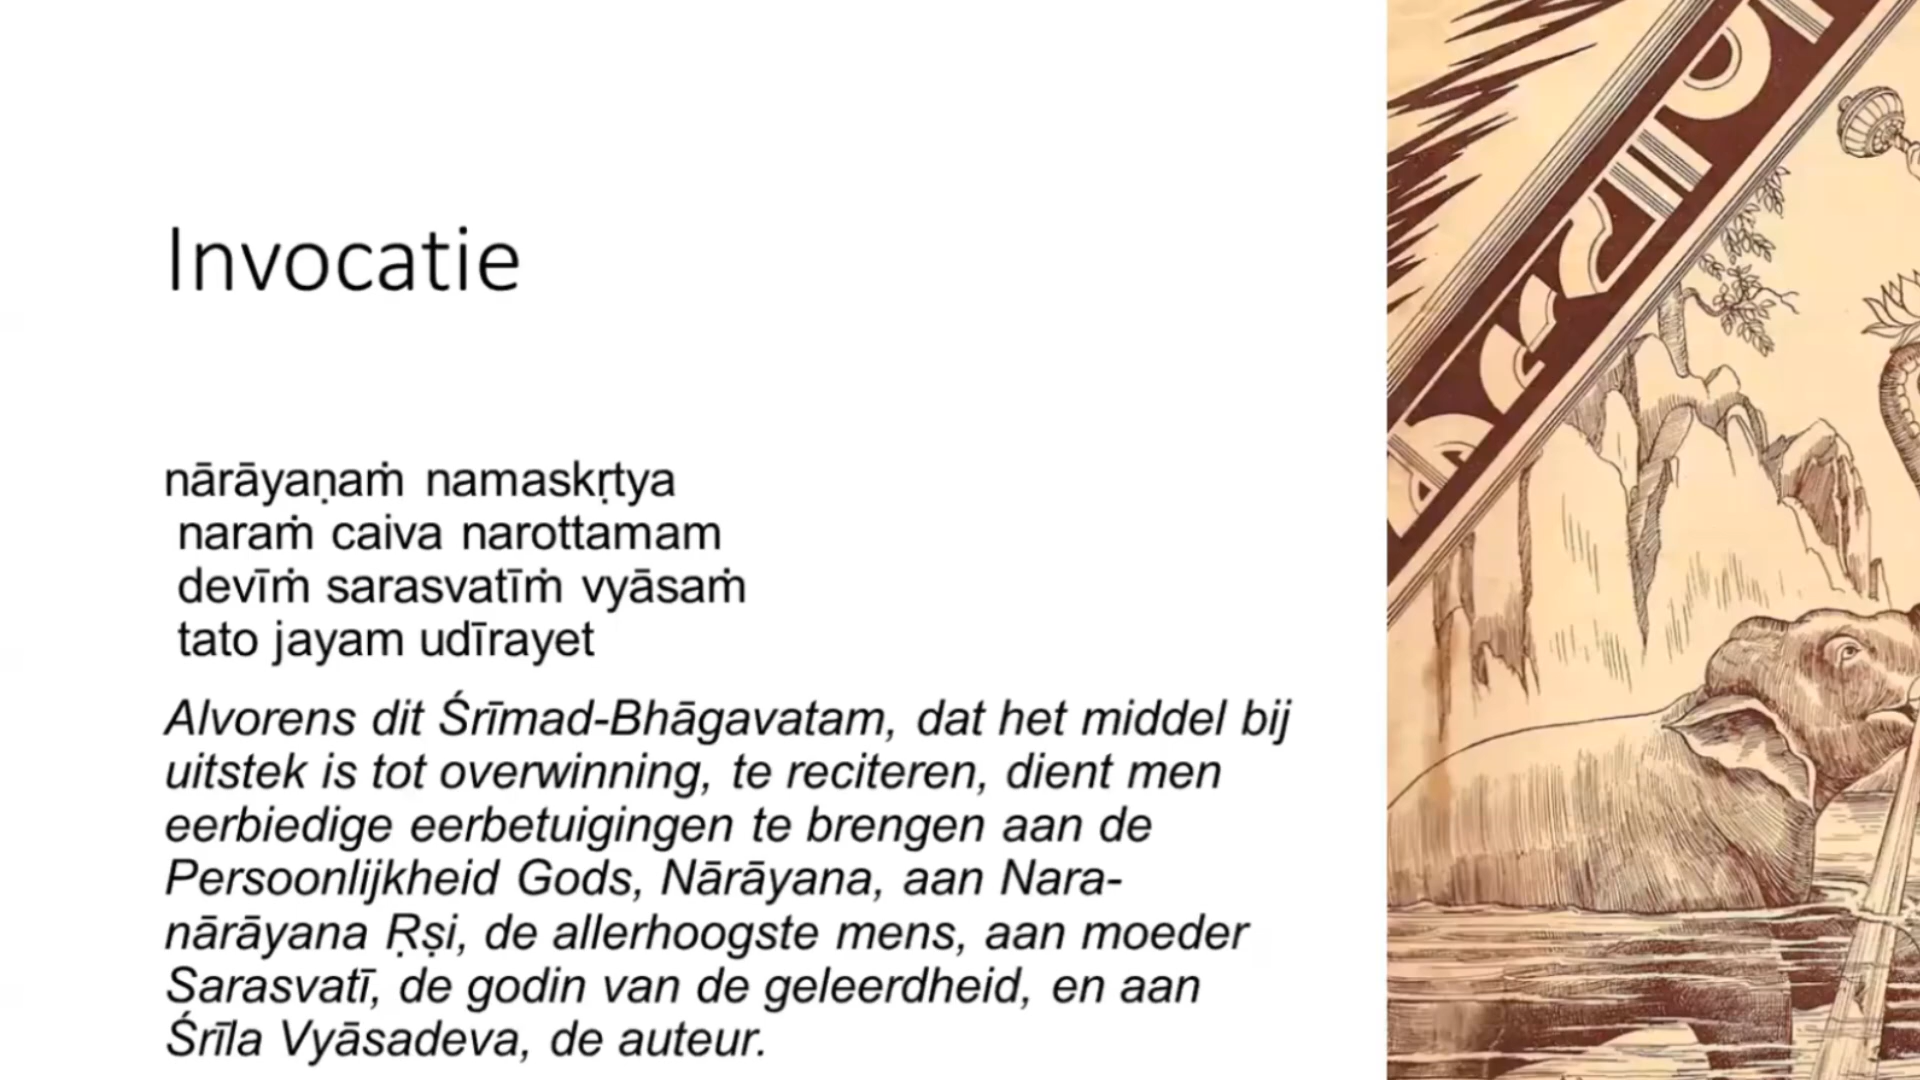 Invocatie
nārāyaṇaṁ namaskṛtya
naraṁ caiva narottamam
devīṁ sarasvatīṁ vyāsaṁ
tato jayam udīrayet
Alvorens dit Śrīmad-Bhāgavatam, dat het middel bij
uitstek is tot overwinning, te reciteren, dient men
eerbiedige eerbetuigingen te brengen aan de
Persoonlijkheid Gods, Nārāyana, aan Nara-
nārāyana Ṛṣi, de allerhoogste mens, aan moeder
Sarasvatī, de godin van de geleerdheid, en aan
Śrīla Vyāsadeva, de auteur.